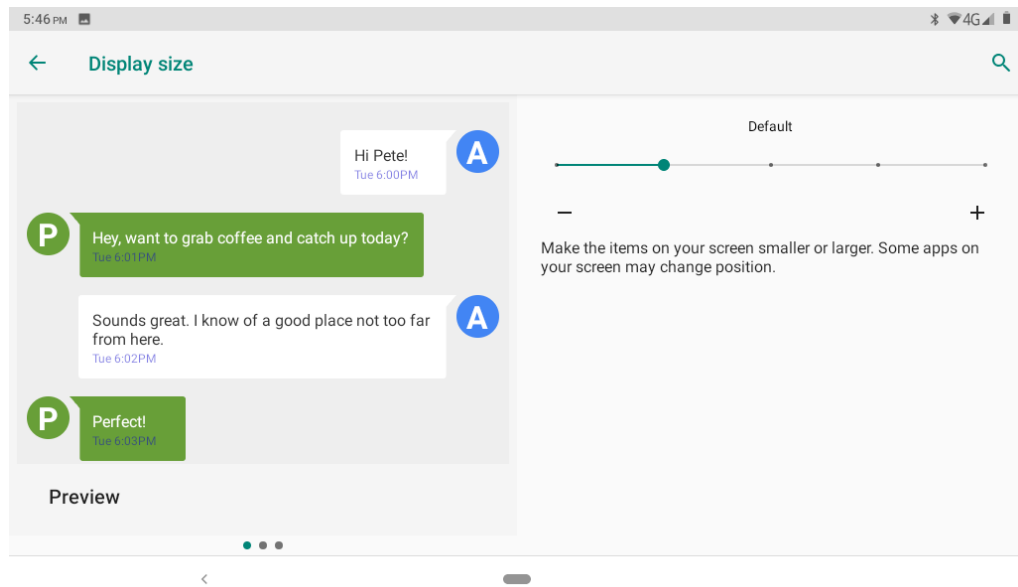 5:46 PM
4G
Display size
Hi Pete!
Tue 6:00PM
A
P
Hey, want to grab coffee and catch up today?
Tue 6:01PM
Sounds great. I know of a good place not too far
from here.
Tue 6:02PM
A
P
Perfect!
Tue 6:03PM
Preview
Default
Make the items on your screen smaller or larger. Some apps on
your screen may change position.